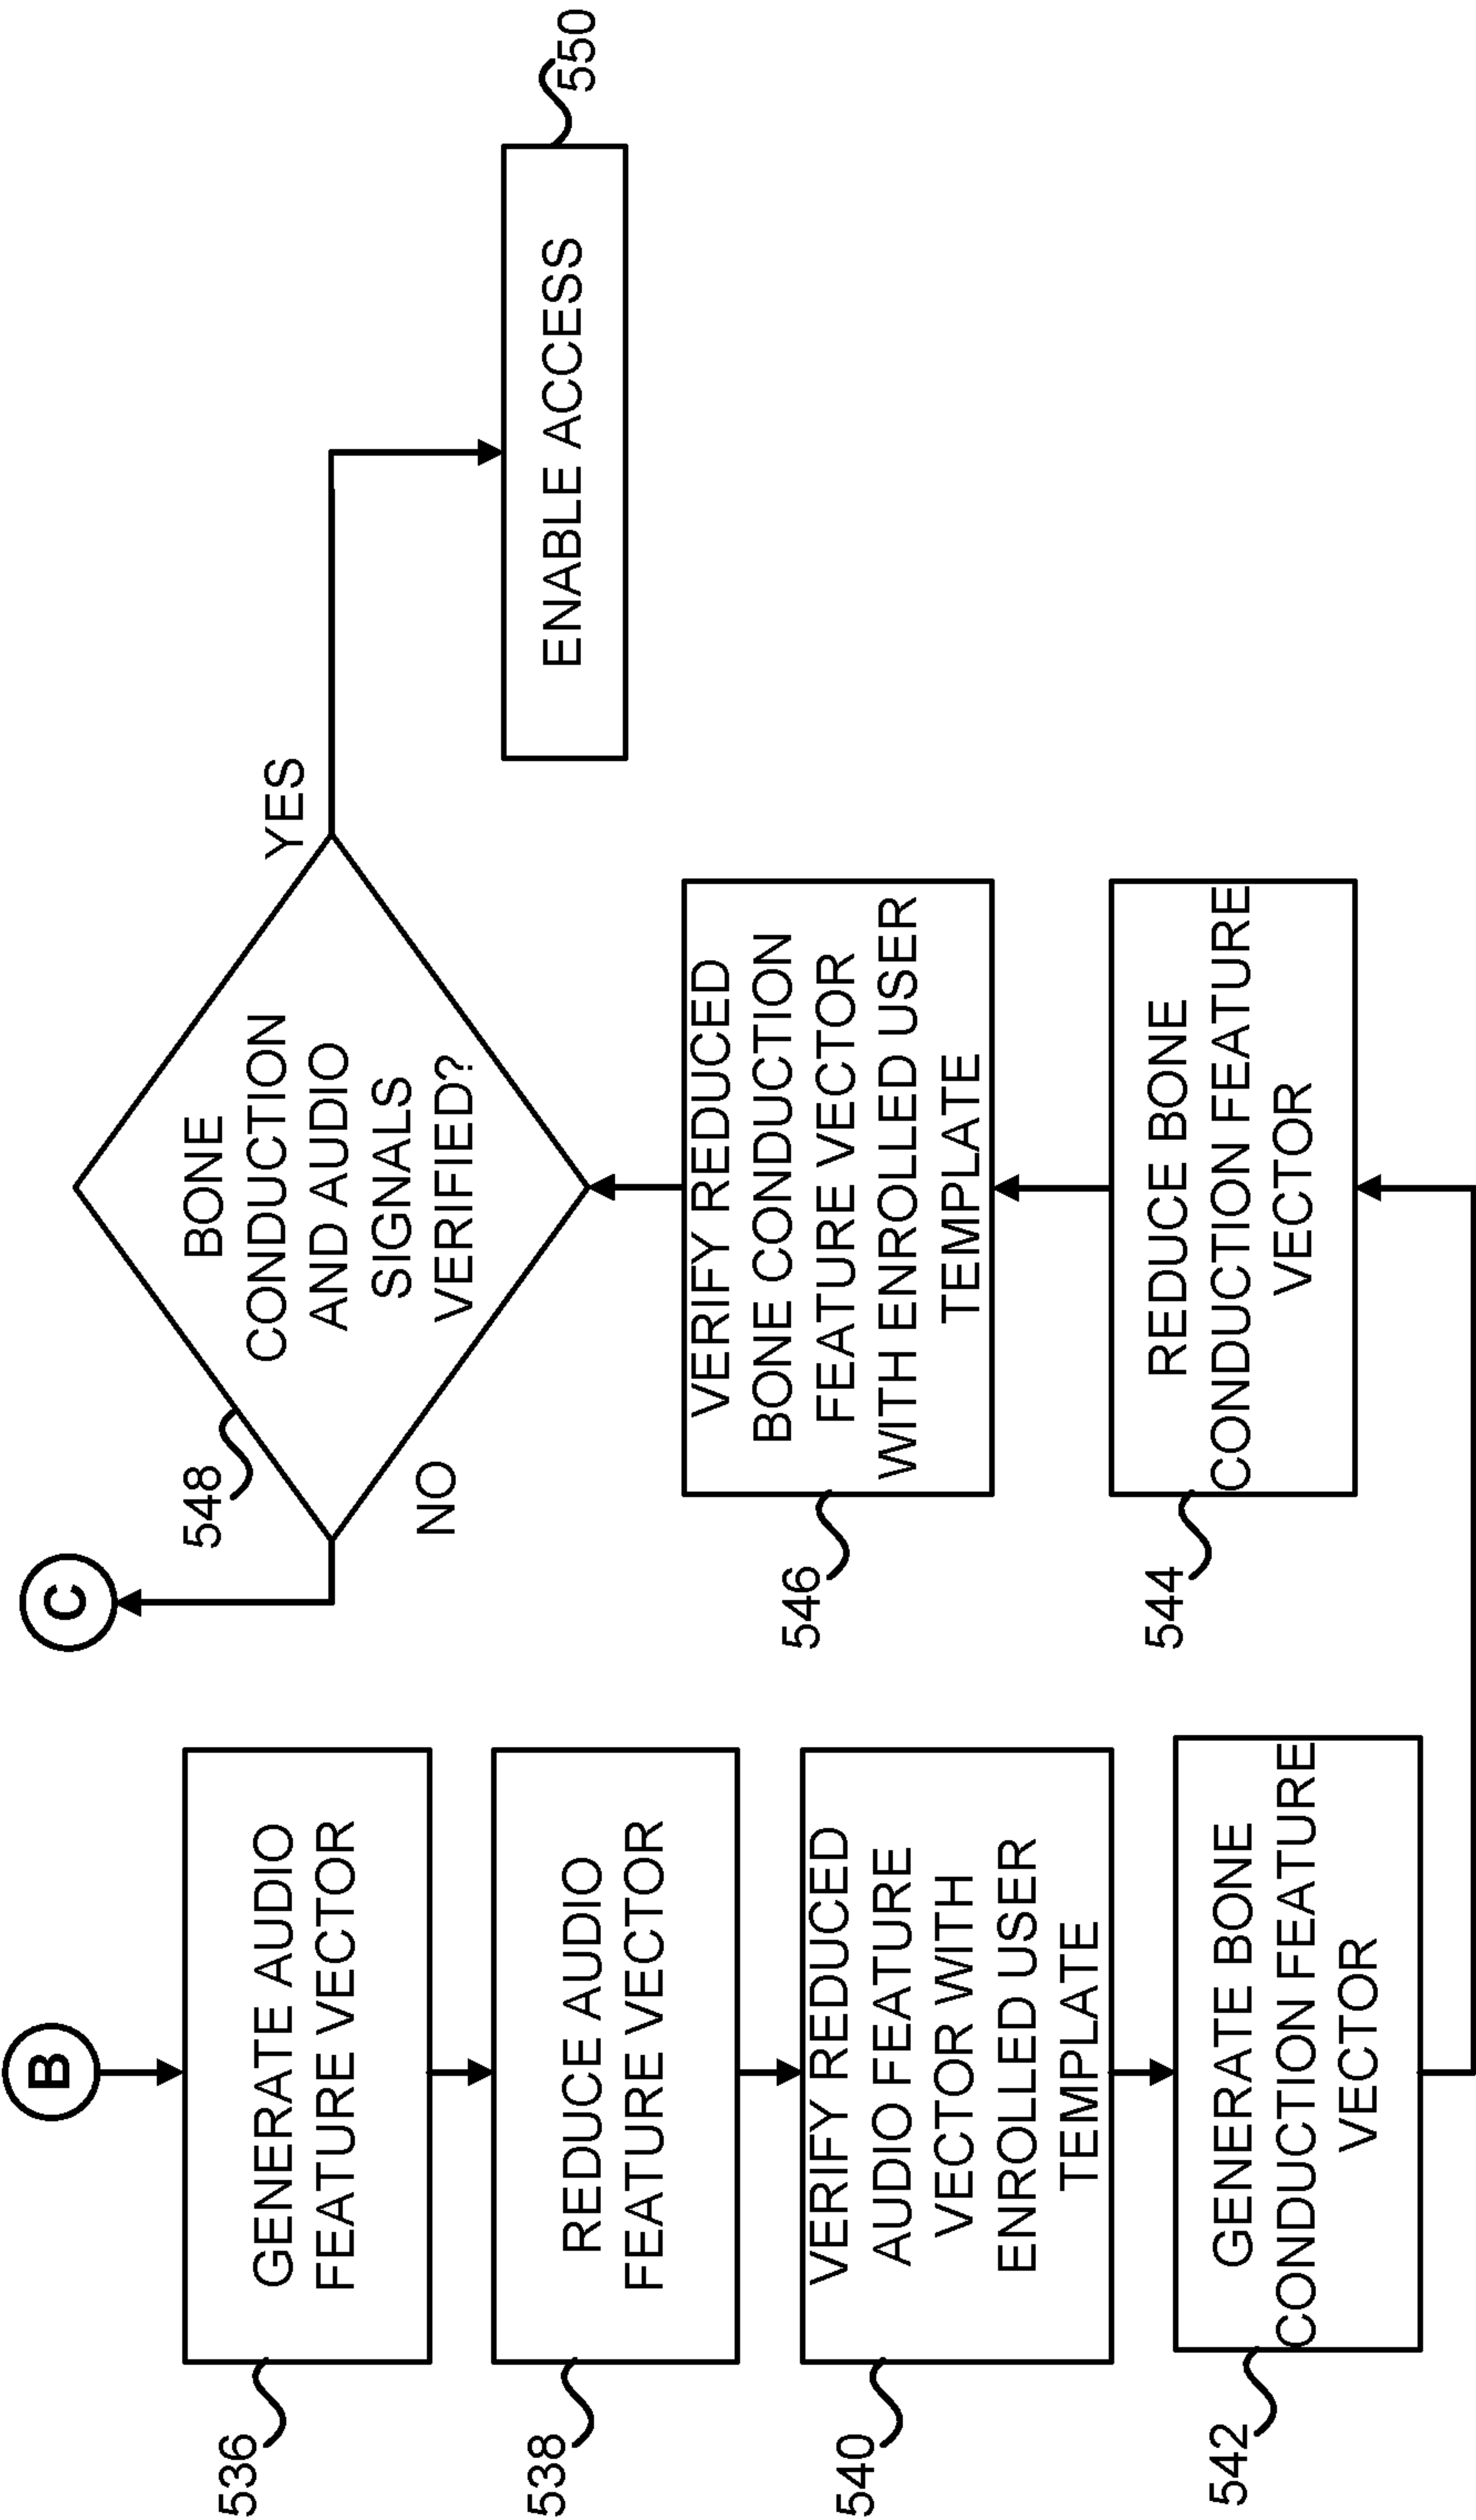 B
536
GENERATE AUDIO
FEATURE VECTOR
538
REDUCE AUDIO
FEATURE VECTOR
540
VERIFY REDUCED
AUDIO FEATURE
VECTOR WITH
ENROLLED USER
TEMPLATE
542
GENERATE BONE
CONDUCTION FEATURE
VECTOR
544
REDUCE BONE
CONDUCTION FEATURE
VECTOR
546
VERIFY REDUCED
BONE CONDUCTION
FEATURE VECTOR
WITH ENROLLED USER
TEMPLATE
548
BONE
CONDUCTION
AND AUDIO
SIGNALS
VERIFIED?
NO
C
YES
ENABLE ACCESS
550